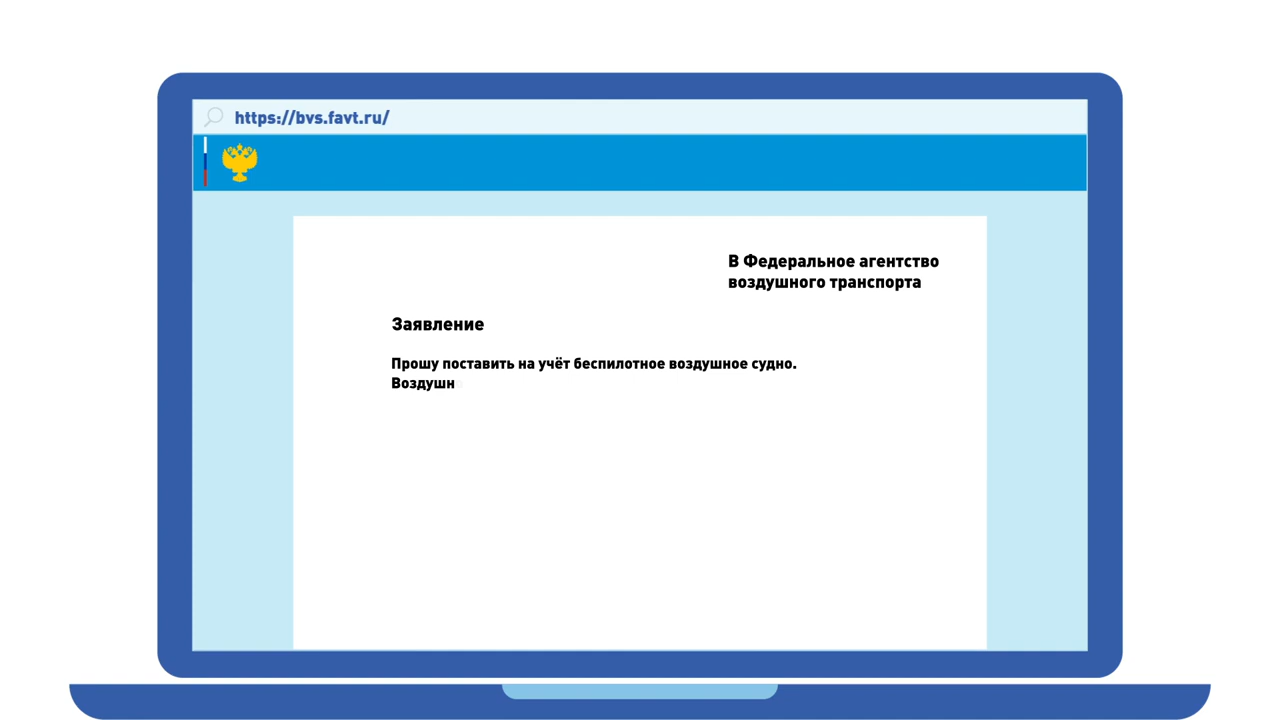 https://bvs.favt.ru/
В Федеральное агентство
воздушного транспорта
Заявление
Прошу поставить на учёт беспилотное воздушное судно.
Воздушн